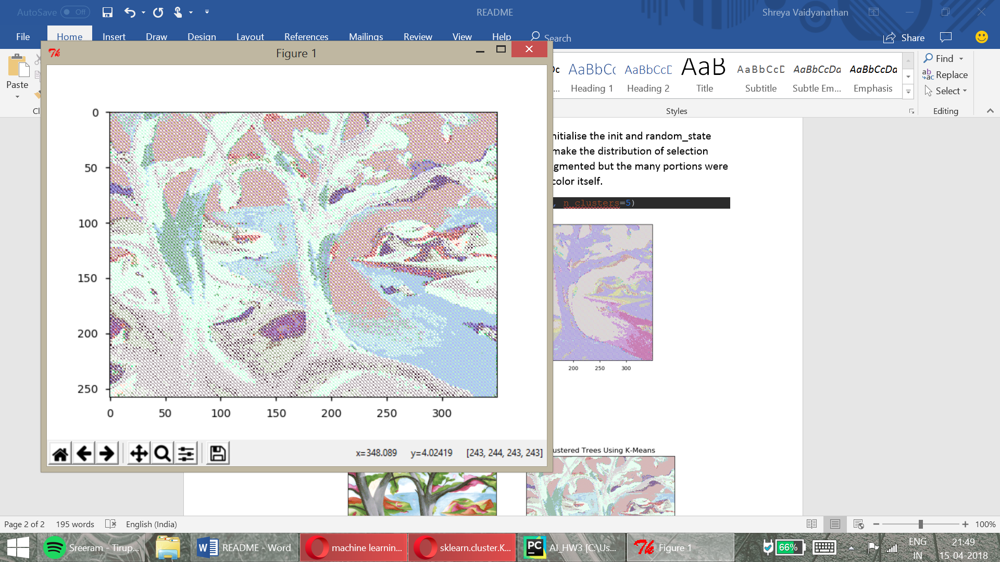 AutoSave Off
README
Shreya Vaidyanathan
File Home Insert Draw Design Layout References Mailings Review View Help Search
Share
Figure 1
Paste
AaBbCcD
Heading 1 Heading 2 Title Subtitle Subtle Em... Emphasis
AaB AaBbCcDa AaBbCcDa
Styles
Find
Replace
Select
Editing
0
50
100
150
200
250
0 50 100 150 200 250 300
x=348.089 y=4.02419 [243, 244, 243, 243]
nitialise the init and random_state
make the distribution of selection
gmented but the many portions were
color itself.
, n_clusters=5)
200 250 300
ustered Trees Using K-Means
Page 2 of 2 195 words English (India)
100%
Sreeram - Tirup...
README - Word
machine learnin...
sklearn.cluster.K...
PC
AI_HW3 [C:\Us...
Figure 1
66%
ENG
IN
21:49
15-04-2018